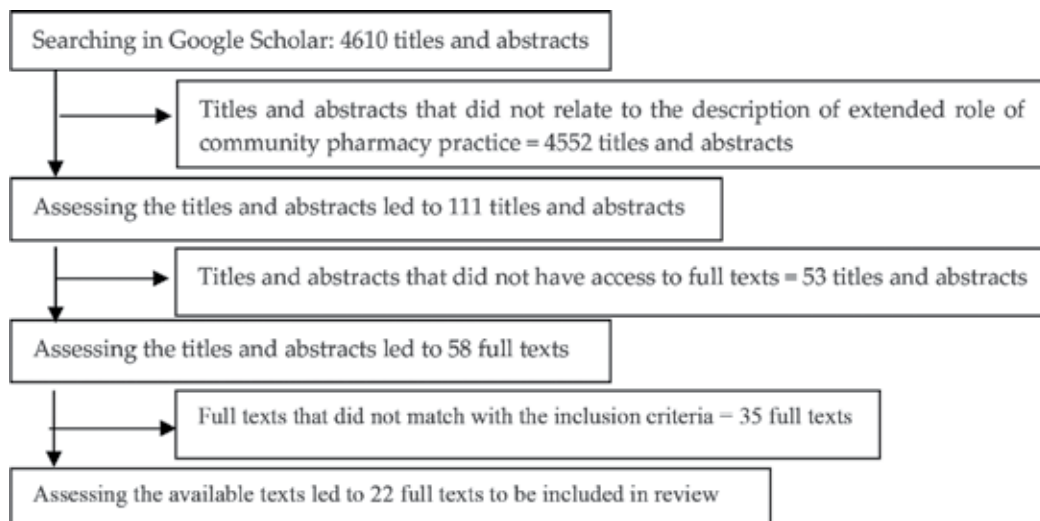 Searching in Google Scholar: 4610 titles and abstracts
Titles and abstracts that did not relate to the description of extended role of
community pharmacy practice = 4552 titles and abstracts
Assessing the titles and abstracts led to 111 titles and abstracts
Titles and abstracts that did not have access to full texts = 53 titles and abstracts
Assessing the titles and abstracts led to 58 full texts
Full texts that did not match with the inclusion criteria = 35 full texts
Assessing the available texts led to 22 full texts to be included in review